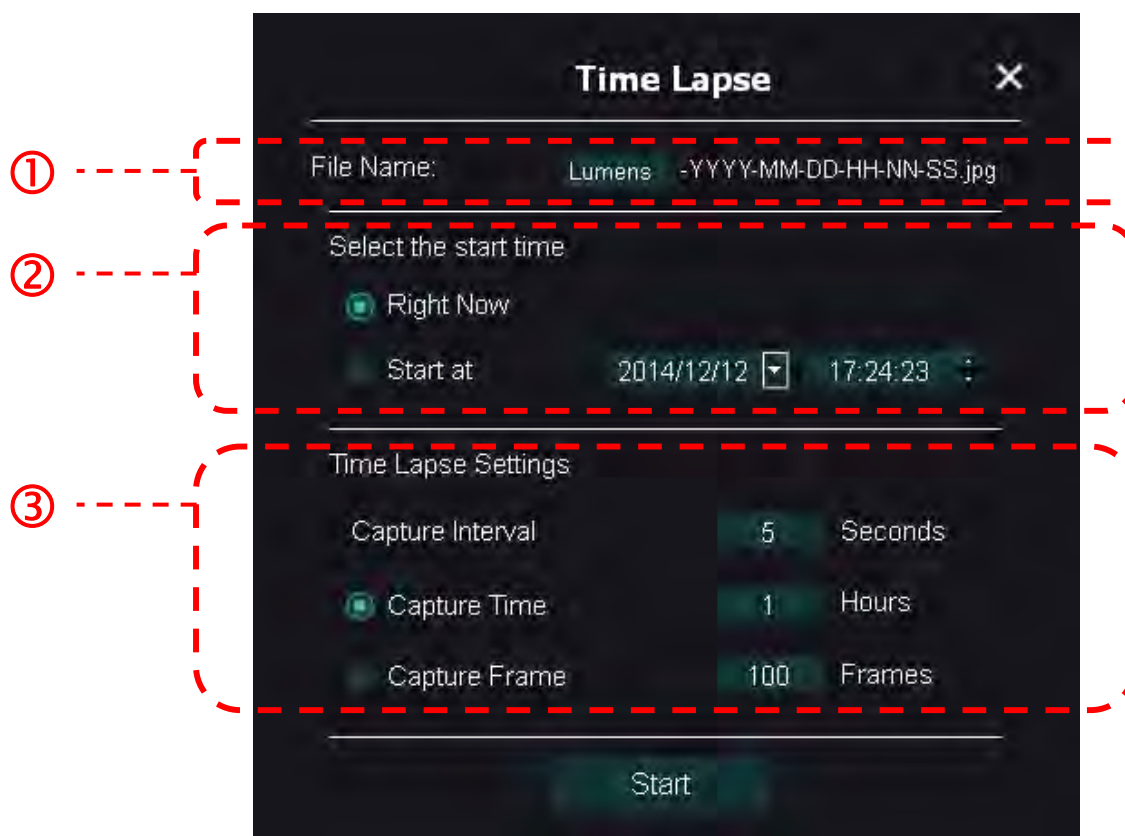 Time Lapse ×
① File Name: Lumens -YYYY-MM-DD-HH-NN-SS.jpg
② Select the start time
Right Now
Start at 2014/12/12 17:24:23
③ Time Lapse Settings
Capture Interval 5 Seconds
Capture Time 1 Hours
Capture Frame 100 Frames
Start